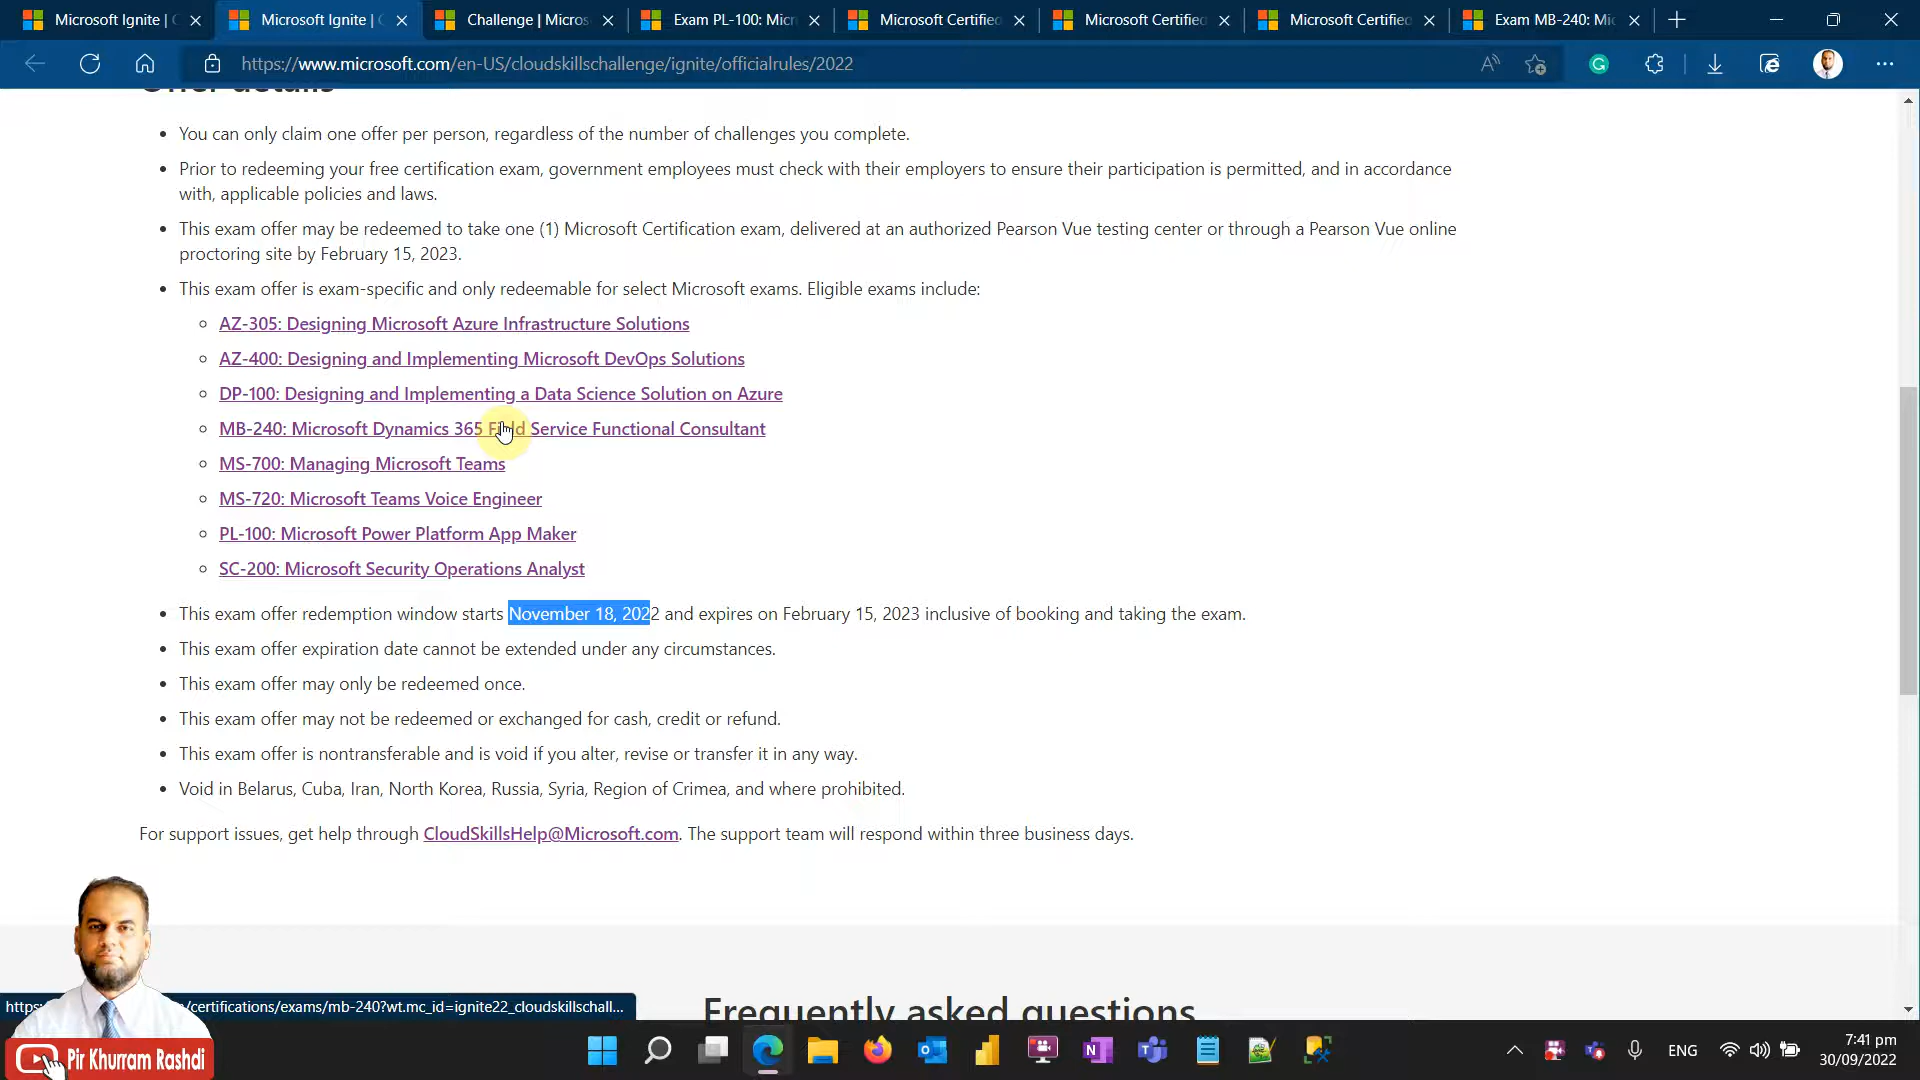 Microsoft Ignite | C
Microsoft Ignite | C
Challenge | Micros
Exam PL-100: Micr
Microsoft Certified
Microsoft Certified
Microsoft Certified
Exam MB-240: Mi
https://www.microsoft.com/en-US/cloudskillschallenge/ignite/officialrules/2022
Offer details
You can only claim one offer per person, regardless of the number of challenges you complete.
Prior to redeeming your free certification exam, government employees must check with their employers to ensure their participation is permitted, and in accordance
with, applicable policies and laws.
This exam offer may be redeemed to take one (1) Microsoft Certification exam, delivered at an authorized Pearson Vue testing center or through a Pearson Vue online
proctoring site by February 15, 2023.
This exam offer is exam-specific and only redeemable for select Microsoft exams. Eligible exams include:
AZ-305: Designing Microsoft Azure Infrastructure Solutions
AZ-400: Designing and Implementing Microsoft DevOps Solutions
DP-100: Designing and Implementing a Data Science Solution on Azure
MB-240: Microsoft Dynamics 365 Field Service Functional Consultant
MS-700: Managing Microsoft Teams
MS-720: Microsoft Teams Voice Engineer
PL-100: Microsoft Power Platform App Maker
SC-200: Microsoft Security Operations Analyst
This exam offer redemption window starts November 18, 2022 and expires on February 15, 2023 inclusive of booking and taking the exam.
This exam offer expiration date cannot be extended under any circumstances.
This exam offer may only be redeemed once.
This exam offer may not be redeemed or exchanged for cash, credit or refund.
This exam offer is nontransferable and is void if you alter, revise or transfer it in any way.
Void in Belarus, Cuba, Iran, North Korea, Russia, Syria, Region of Crimea, and where prohibited.
For support issues, get help through CloudSkillsHelp@Microsoft.com. The support team will respond within three business days.
https:
/certifications/exams/mb-240?wt.mc_id=ignite22_cloudskillschall...
Frequently asked questions
Pir Khurram Rashdi
ENG
7:41 pm
30/09/2022